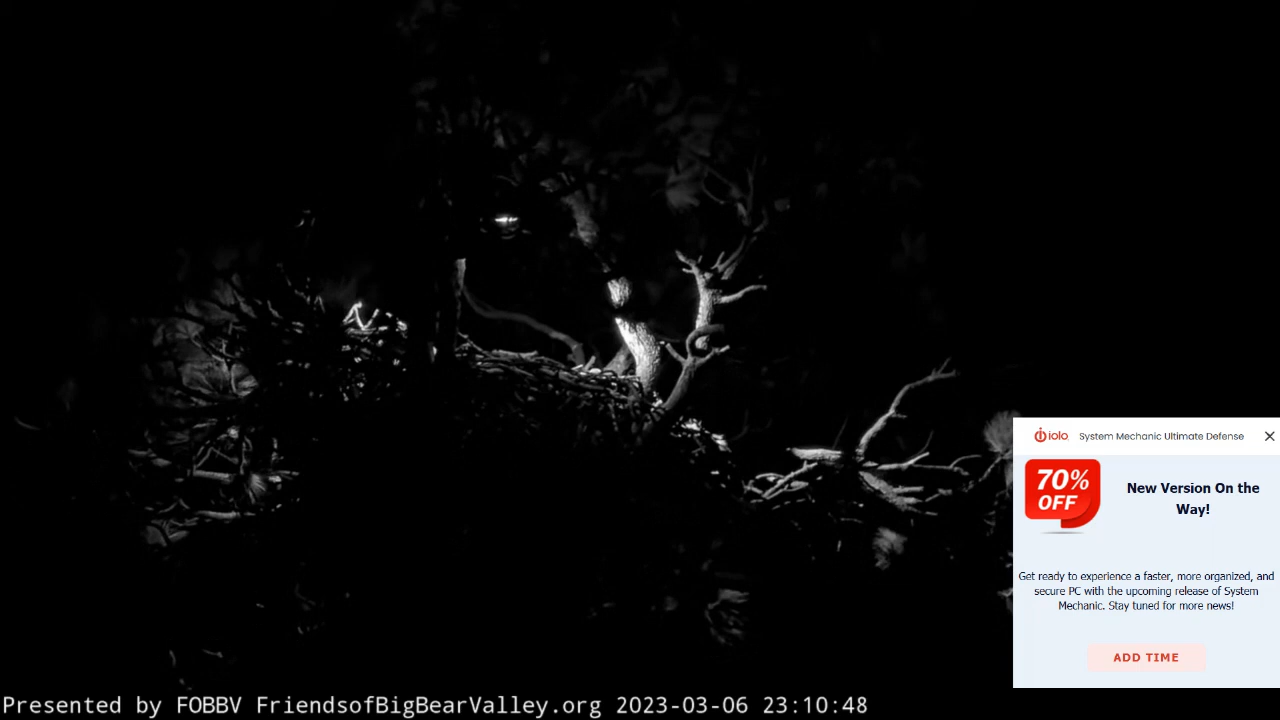 iolo System Mechanic Ultimate Defense
70%
OFF
New Version On the
Way!
Get ready to experience a faster, more organized, and
secure PC with the upcoming release of System
Mechanic. Stay tuned for more news!
ADD TIME
Presented by FOBBV FriendsofBigBearValley.org 2023-03-06 23:10:48